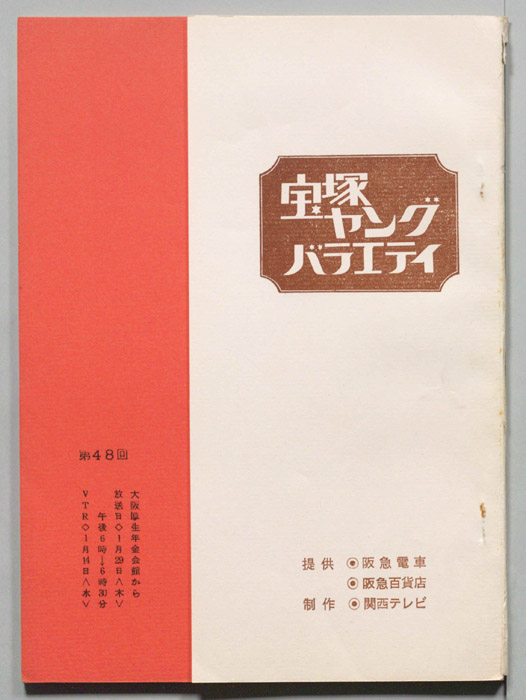 宝塚
ヤング
バラエティ
第48回
大阪厚生年金会館から
放送日◇1月29日〈木〉
午後6時→6時30分
VTR◇1月14日〈水〉
提供 ◉阪急電車
◉阪急百貨店
制作 ◉関西テレビ